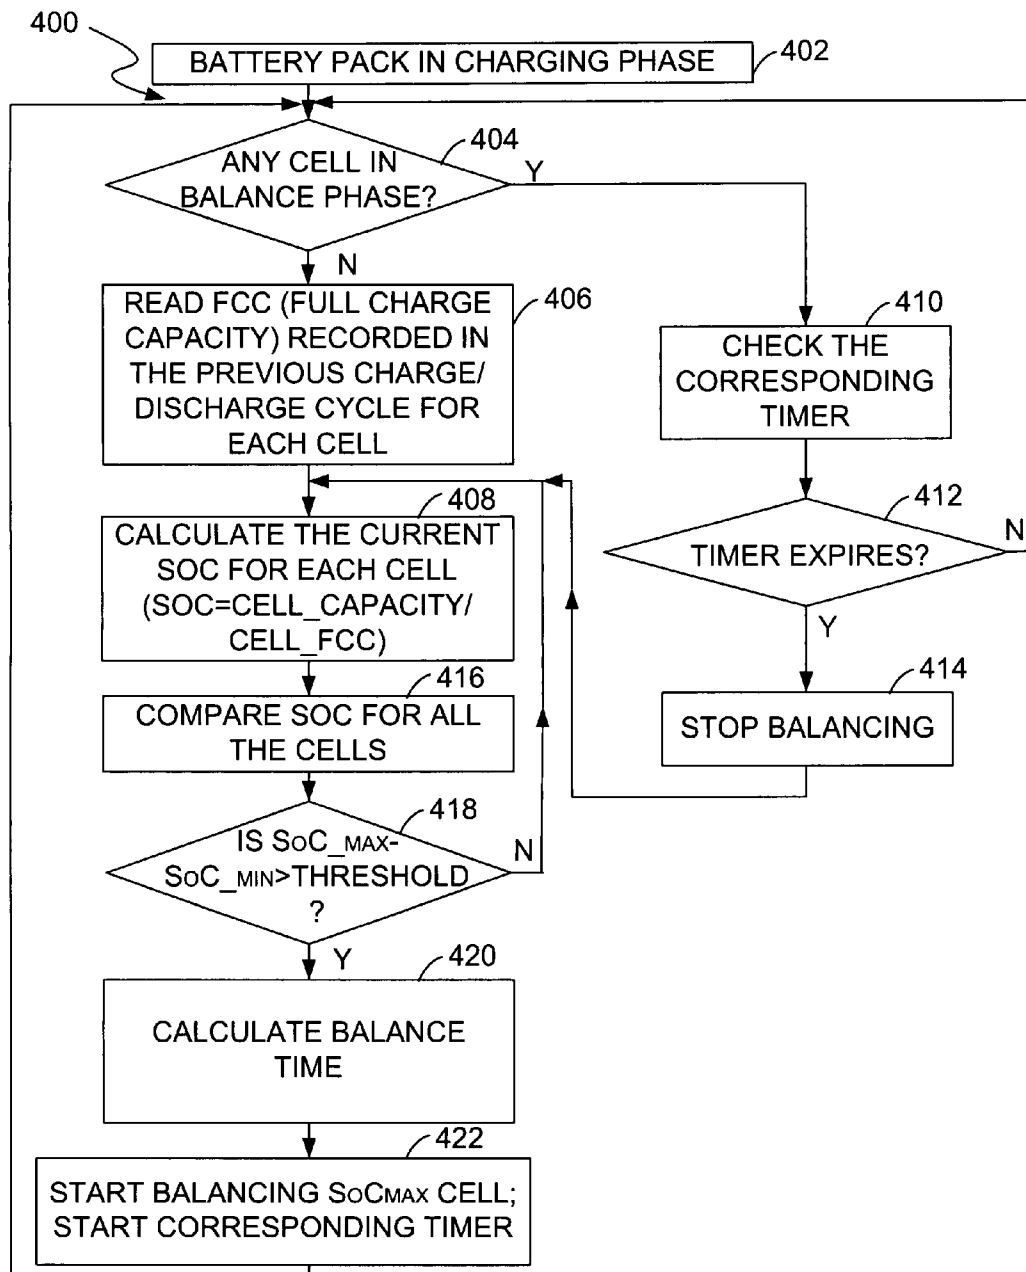 400
BATTERY PACK IN CHARGING PHASE
402
404
ANY CELL IN
BALANCE PHASE?
Y
N
READ FCC (FULL CHARGE
CAPACITY) RECORDED IN
THE PREVIOUS CHARGE/
DISCHARGE CYCLE FOR
EACH CELL
406
410
CHECK THE
CORRESPONDING
TIMER
408
CALCULATE THE CURRENT
SOC FOR EACH CELL
(SOC=CELL_CAPACITY/
CELL_FCC)
412
TIMER EXPIRES?
N
Y
416
COMPARE SOC FOR ALL
THE CELLS
414
STOP BALANCING
418
IS SOC_MAX-
SOC_MIN>THRESHOLD
?
N
Y
420
CALCULATE BALANCE
TIME
422
START BALANCING SOCMAX CELL;
START CORRESPONDING TIMER